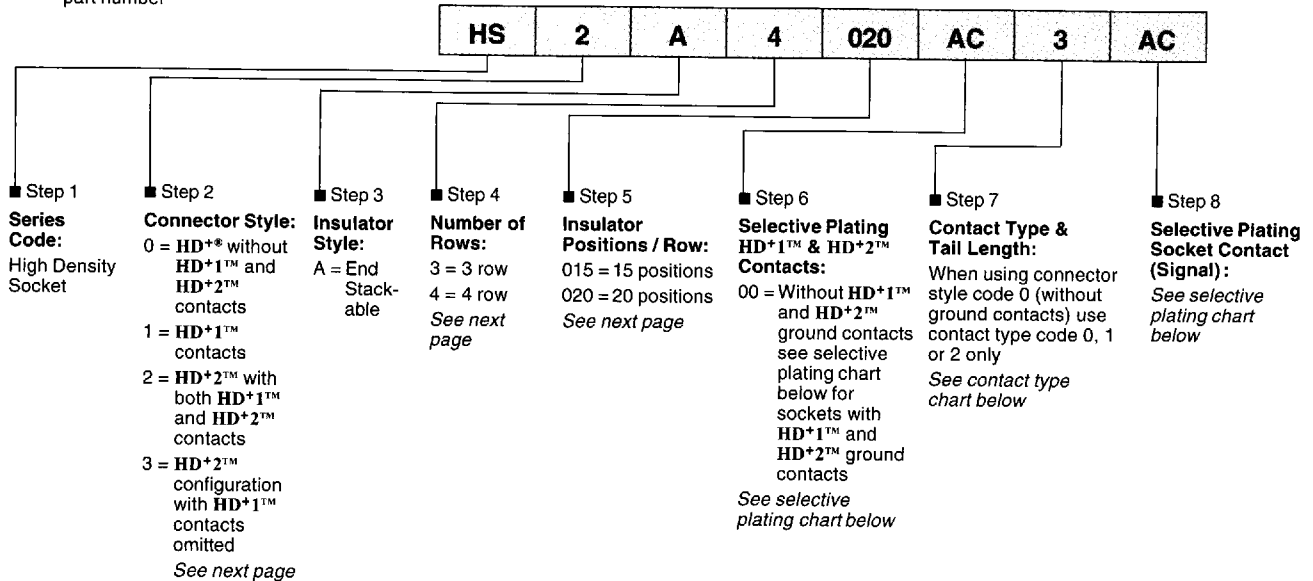 part number
HS 2 A 4 020 AC 3 AC
■ Step 1
Series
Code:
High Density
Socket
■ Step 2
Connector Style:
0 = HD+® without
HD+1™ and
HD+2™
contacts
1 = HD+1™
contacts
2 = HD+2™ with
both HD+1™
and HD+2™
contacts
3 = HD+2™
configuration
with HD+1™
contacts
omitted
See next page
■ Step 3
Insulator
Style:
A = End
Stack-
able
■ Step 4
Number of
Rows:
3 = 3 row
4 = 4 row
See next
page
■ Step 5
Insulator
Positions / Row:
015 = 15 positions
020 = 20 positions
See next page
■ Step 6
Selective Plating
HD+1™ & HD+2™
Contacts:
00 = Without HD+1™
and HD+2™
ground contacts
see selective
plating chart
below for
sockets with
HD+1™ and
HD+2™ ground
contacts
See selective
plating chart below
■ Step 7
Contact Type &
Tail Length:
When using connector
style code 0 (without
ground contacts) use
contact type code 0, 1
or 2 only
See contact type
chart below
■ Step 8
Selective Plating
Socket Contact
(Signal) :
See selective
plating chart
below